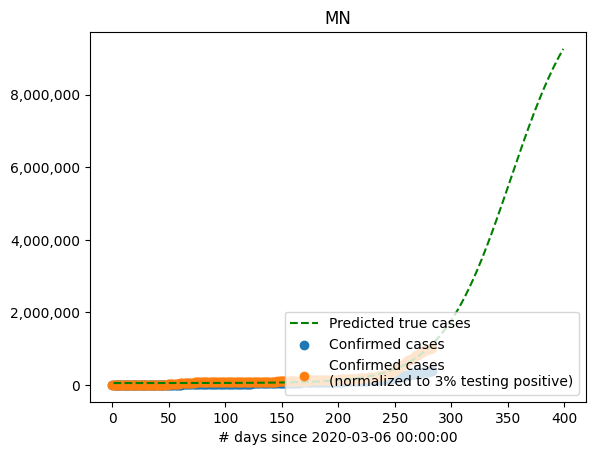 MN
8,000,000
6,000,000
4,000,000
2,000,000
0
Predicted true cases
Confirmed cases
Confirmed cases
(normalized to 3% testing positive)
0 50 100 150 200 250 300 350 400
# days since 2020-03-06 00:00:00